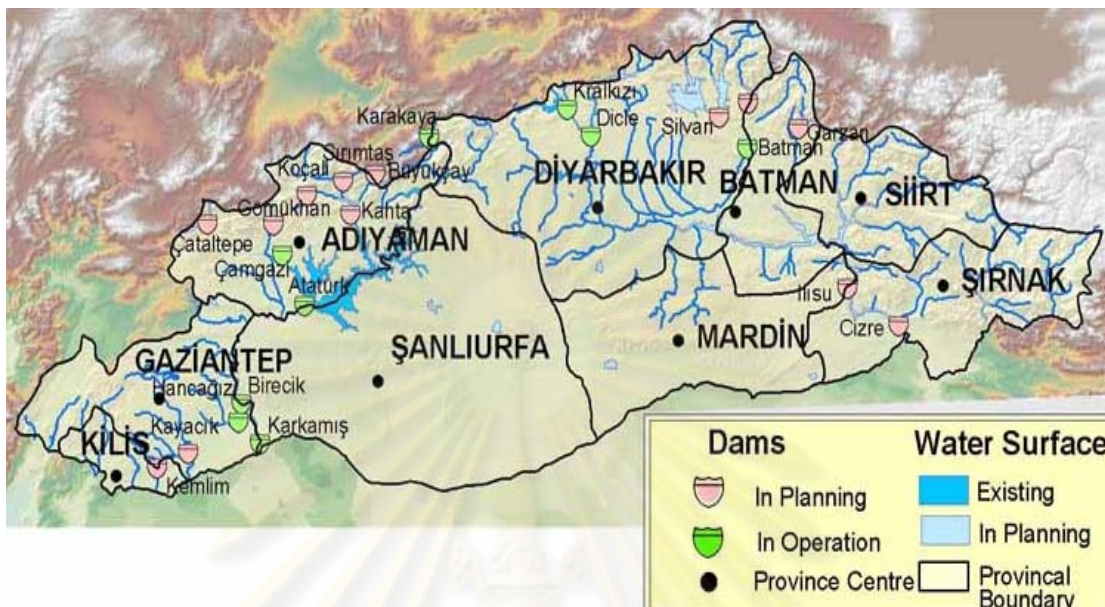 Kralkızı
Karakaya
Dicle
Silvan
Garzan
Sırımtaş
Batman
Koçali
Büyükçay
DİYARBAKIR
BATMAN
SİİRT
Gömükhan
Kahta
Çataltepe
ADIYAMAN
Çamgazi
Atatürk
Ilısu
ŞIRNAK
Cizre
MARDİN
ŞANLIURFA
GAZİANTEP
Hancağız
Birecik
Kayacık
Karkamış
KİLİS
Kemlim
Dams
In Planning
In Operation
Province Centre
Water Surface
Existing
In Planning
Provincal
Boundary